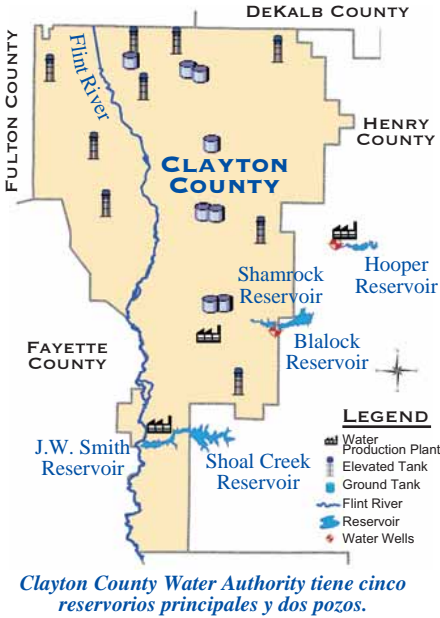 DEKALB COUNTY
FULTON COUNTY
Flint River
HENRY
COUNTY
CLAYTON
COUNTY
Hooper
Reservoir
Shamrock
Reservoir
Blalock
Reservoir
FAYETTE
COUNTY
J.W. Smith
Reservoir
Shoal Creek
Reservoir
LEGEND
Water
Production Plant
Elevated Tank
Ground Tank
Flint River
Reservoir
Water Wells
Clayton County Water Authority tiene cinco
reservorios principales y dos pozos.